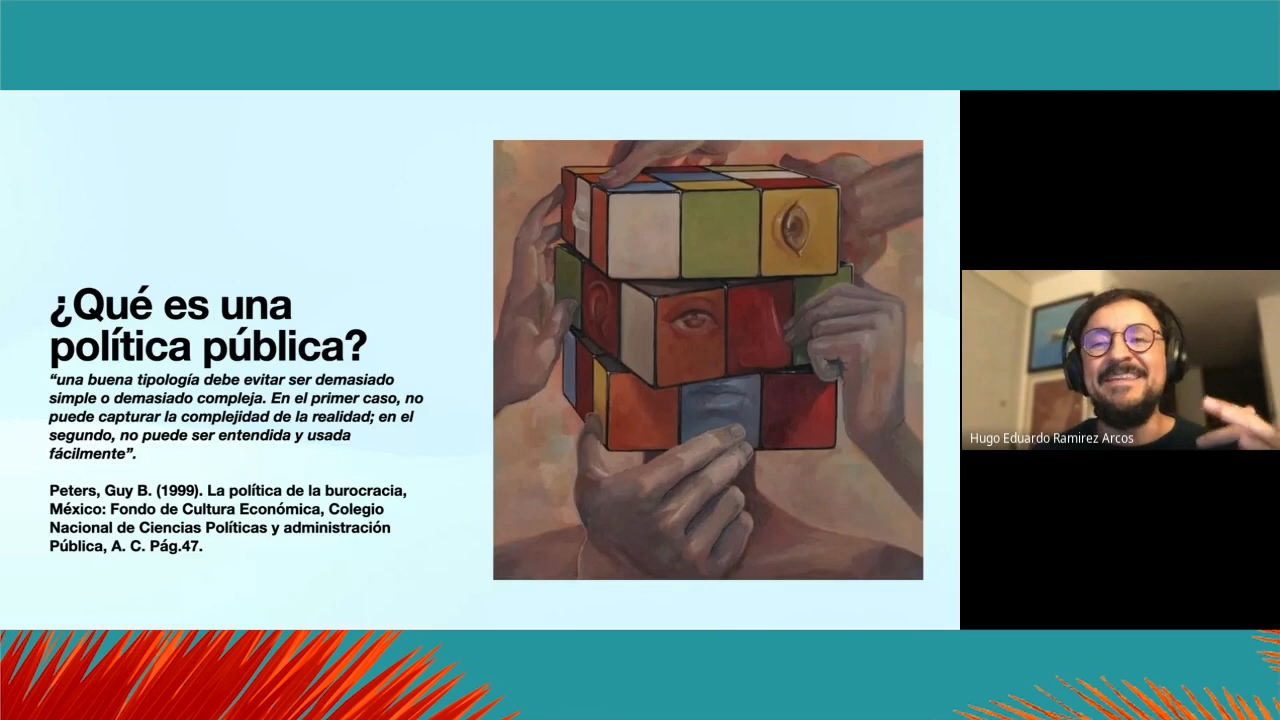 ¿Qué es una
política pública?
“una buena tipología debe evitar ser demasiado
simple o demasiado compleja. En el primer caso, no
puede capturar la complejidad de la realidad; en el
segundo, no puede ser entendida y usada
fácilmente”.
Peters, Guy B. (1999). La política de la burocracia,
México: Fondo de Cultura Económica, Colegio
Nacional de Ciencias Políticas y administración
Pública, A. C. Pág.47.
Hugo Eduardo Ramirez Arcos